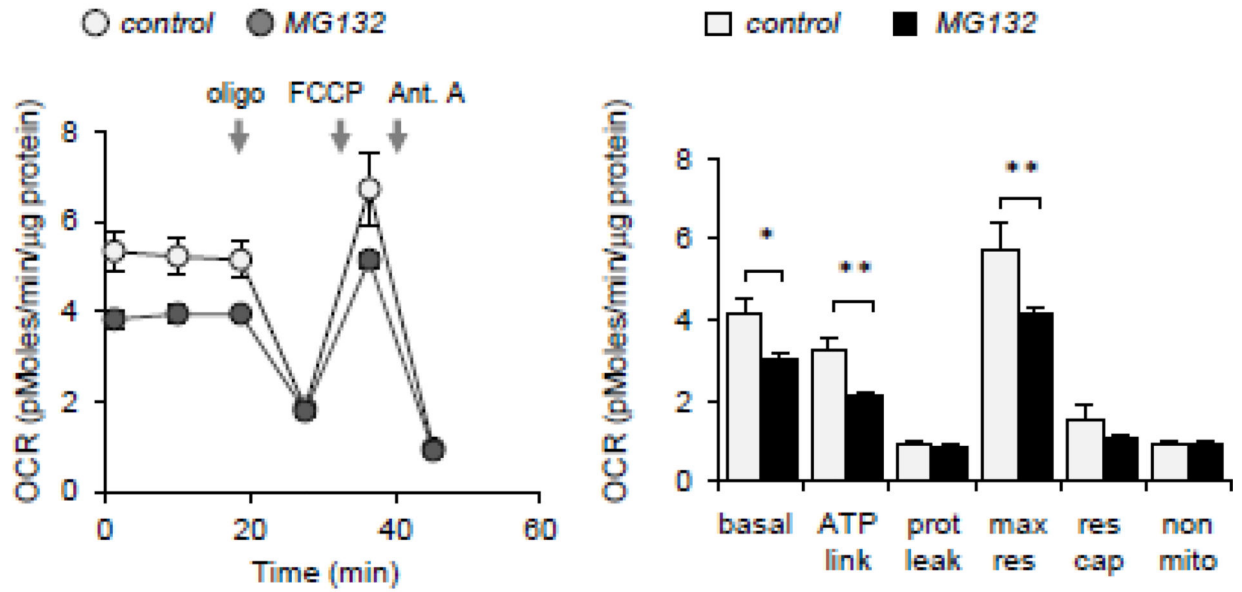 control MG132
oligo FCCP Ant. A
OCR (pMoles/min/µg protein)
8
6
4
2
0
0 20 40 60
Time (min)
control MG132
OCR (pMoles/min/µg protein)
8
6
4
2
0
*
**
**
basal ATP link prot leak max res res cap non mito